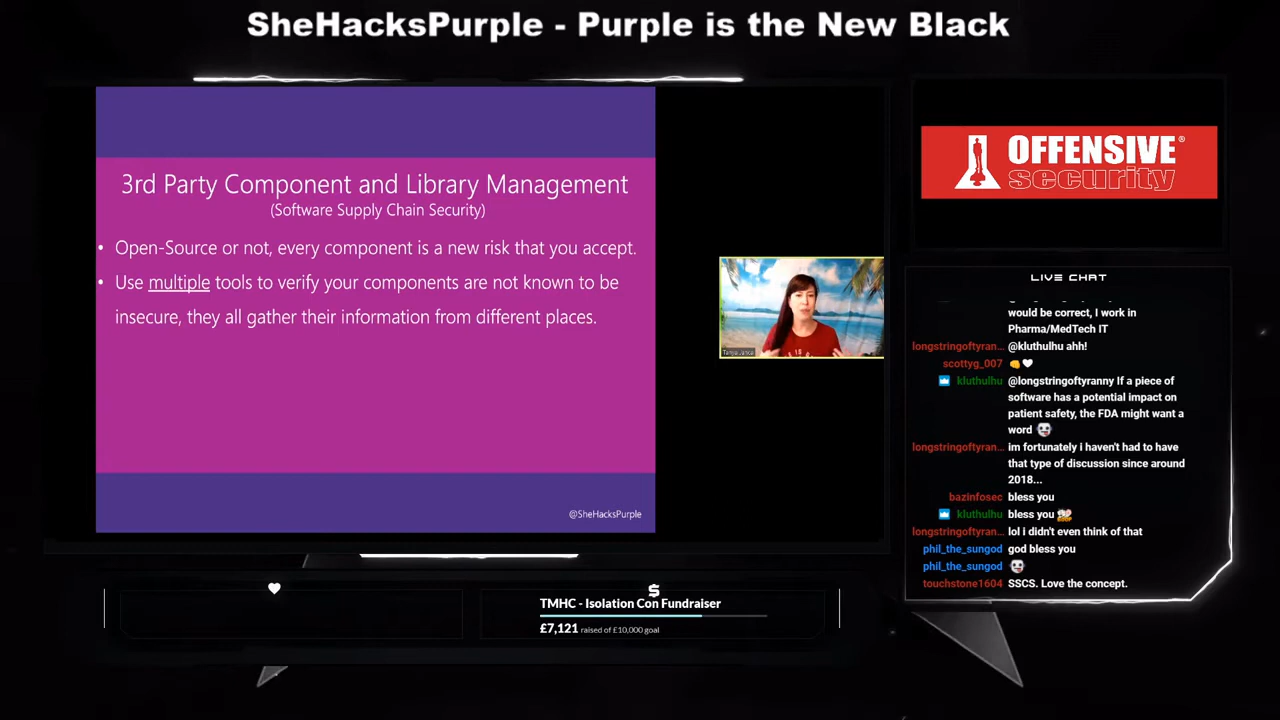 SheHacksPurple - Purple is the New Black
3rd Party Component and Library Management
(Software Supply Chain Security)
• Open-Source or not, every component is a new risk that you accept.
• Use multiple tools to verify your components are not known to be
insecure, they all gather their information from different places.
@SheHacksPurple
OFFENSIVE®
security
LIVE CHAT
would be correct, I work in
Pharma/MedTech IT
longstringoftyran... @kluthulhu ahh!
scottyg_007
kluthulhu @longstringoftyranny If a piece of
software has a potential impact on
patient safety, the FDA might want a
word
longstringoftyran... im fortunately i haven't had to have
that type of discussion since around
2018...
bazinfosec bless you
kluthulhu bless you
longstringoftyran... lol i didn't even think of that
phil_the_sungod god bless you
phil_the_sungod
touchstone1604 SSCS. Love the concept.
$
TMHC - Isolation Con Fundraiser
£7,121 raised of £10,000 goal